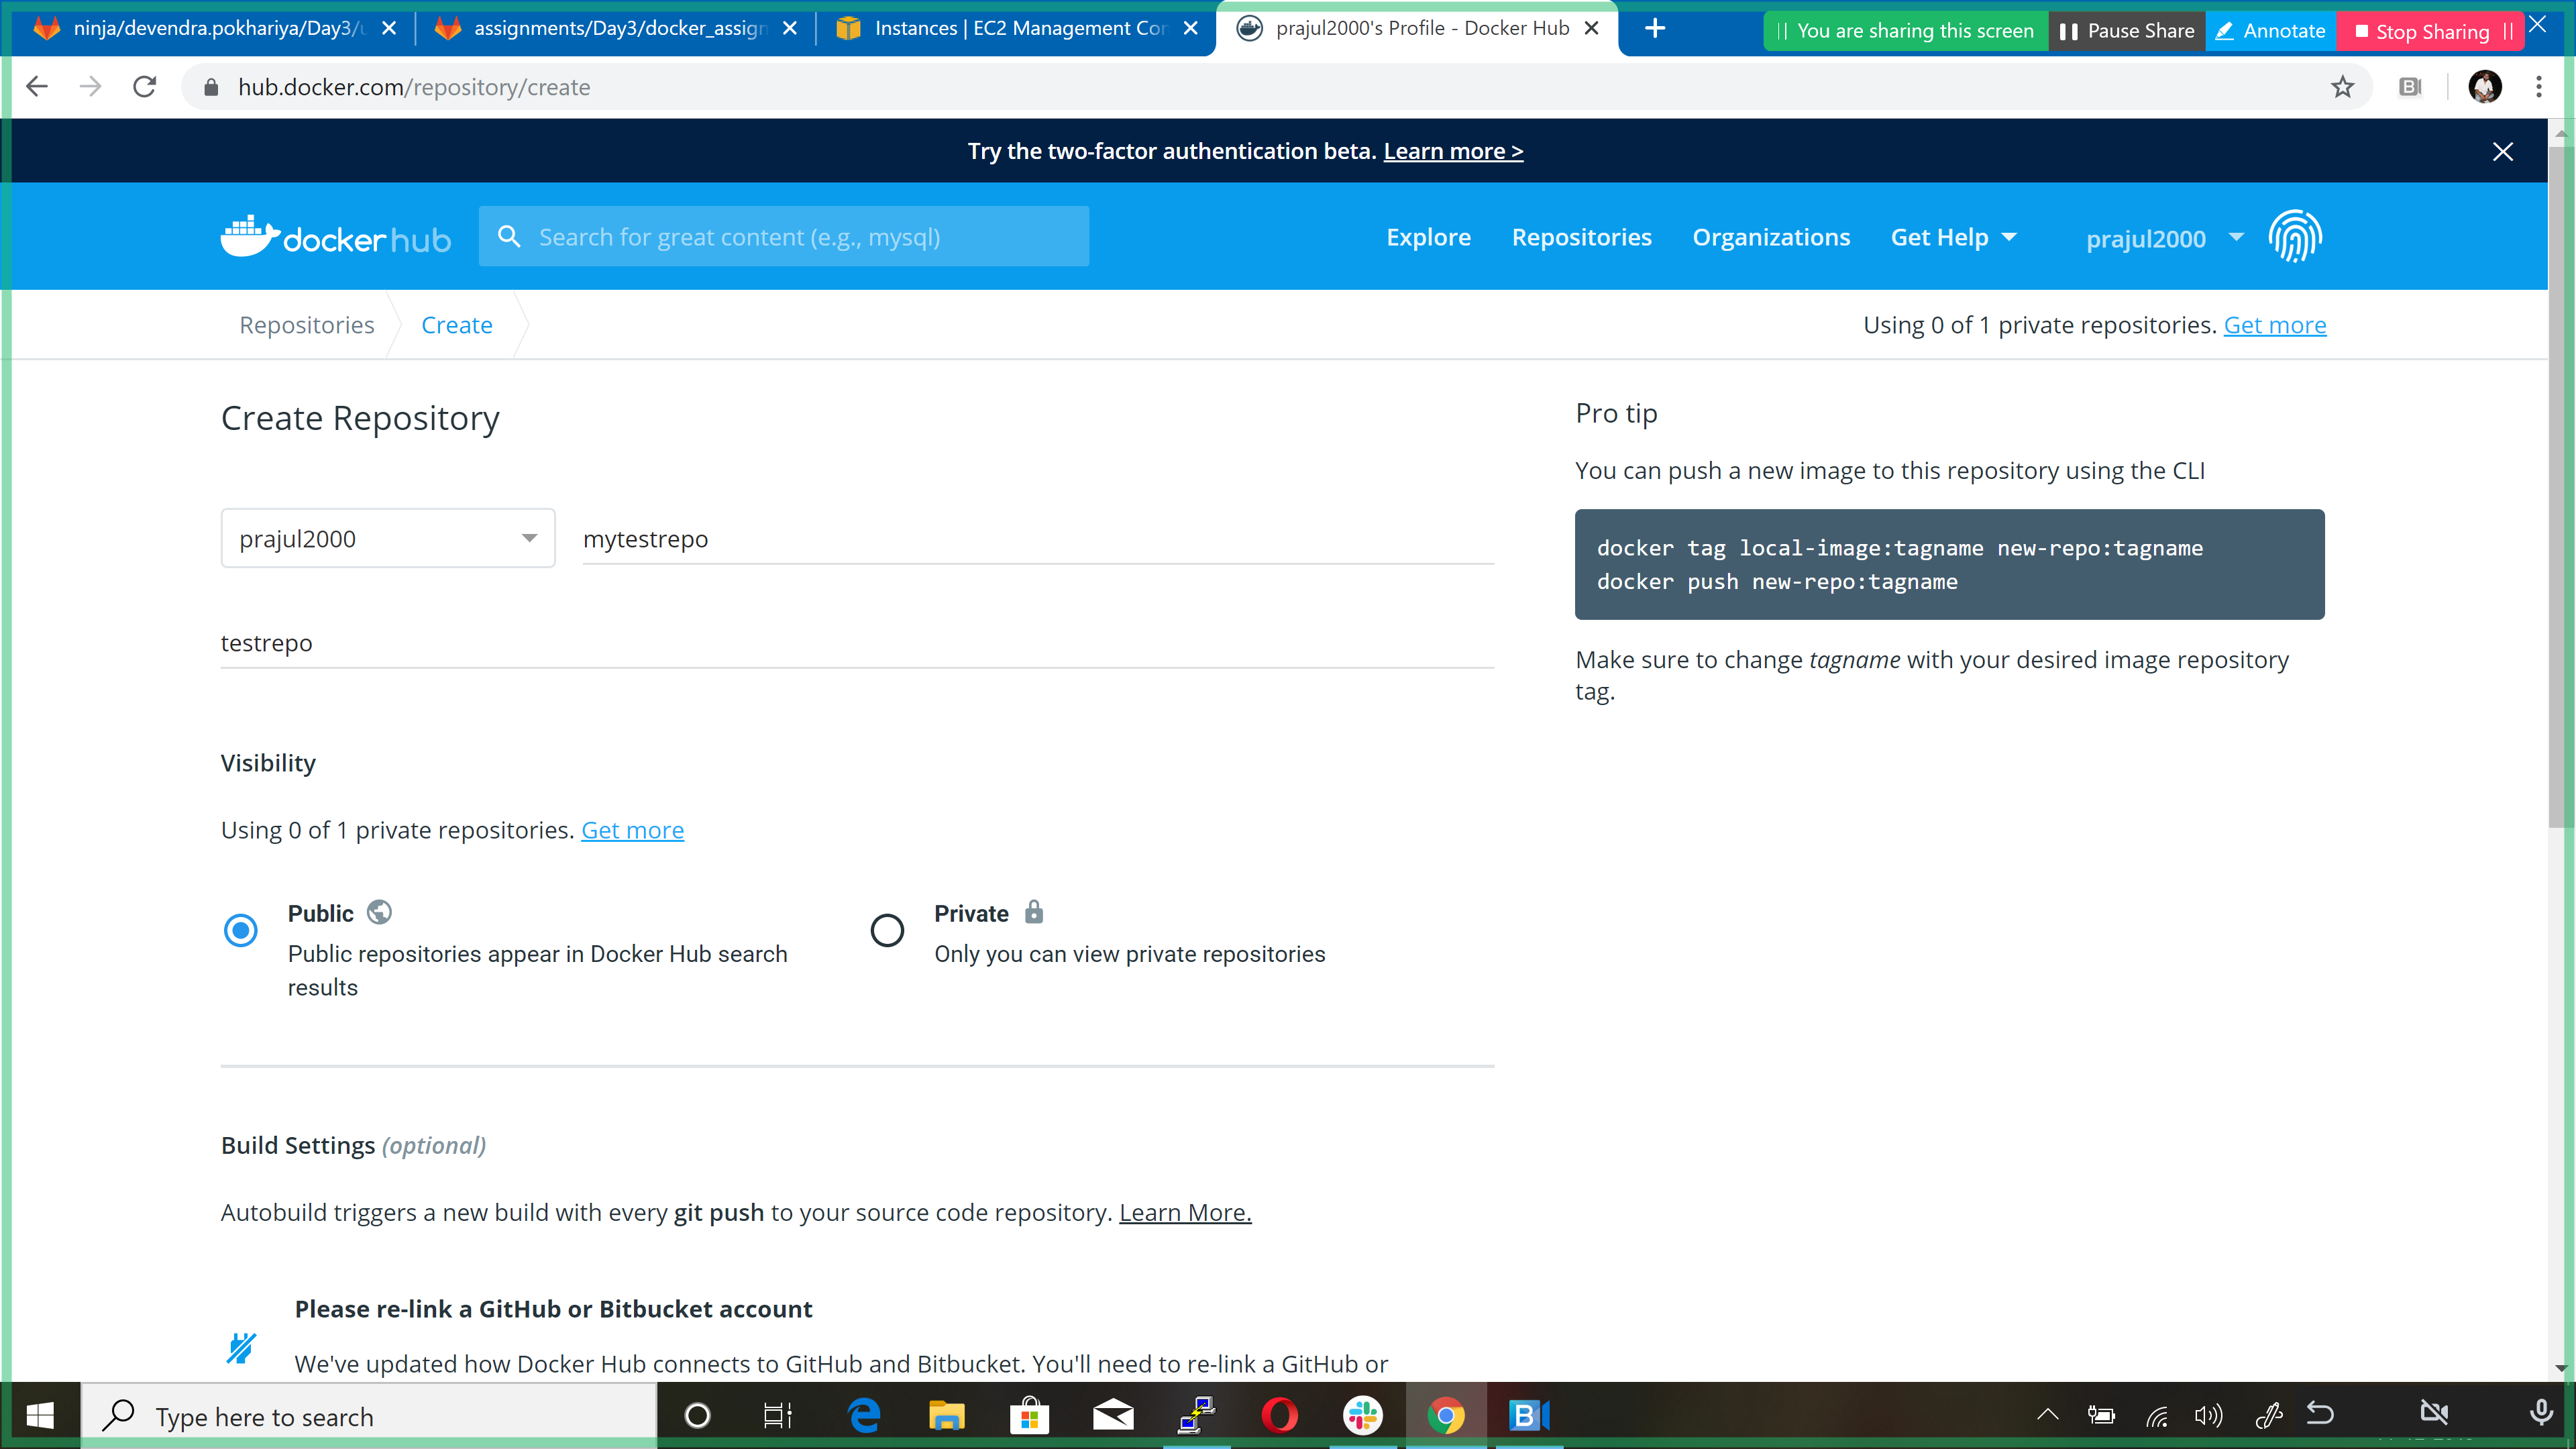 ninja/devendra.pokhariya/Day3/
assignments/Day3/docker_assign
Instances | EC2 Management Con
prajul2000's Profile - Docker Hub
You are sharing this screen
Pause Share
Annotate
Stop Sharing
hub.docker.com/repository/create
Try the two-factor authentication beta. Learn more >
docker hub
Search for great content (e.g., mysql)
Explore
Repositories
Organizations
Get Help
prajul2000
Repositories
Create
Using 0 of 1 private repositories. Get more
Create Repository
prajul2000
mytestrepo
testrepo
Visibility
Using 0 of 1 private repositories. Get more
Public
Public repositories appear in Docker Hub search
results
Private
Only you can view private repositories
Build Settings (optional)
Autobuild triggers a new build with every git push to your source code repository. Learn More.
Please re-link a GitHub or Bitbucket account
We've updated how Docker Hub connects to GitHub and Bitbucket. You'll need to re-link a GitHub or
Pro tip
You can push a new image to this repository using the CLI
docker tag local-image:tagname new-repo:tagname
docker push new-repo:tagname
Make sure to change tagname with your desired image repository
tag.
Type here to search